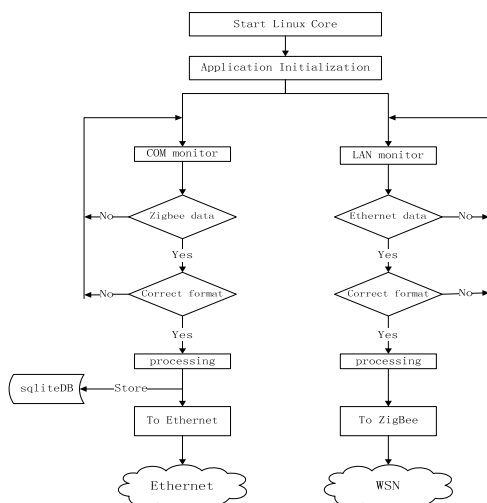 Start Linux Core
Application Initialization
COM monitor
LAN monitor
No
Zigbee data
Ethernet data
No
Yes
Yes
No
Correct format
Correct format
No
Yes
Yes
processing
processing
sqliteDB
Store
To Ethernet
To ZigBee
Ethernet
WSN